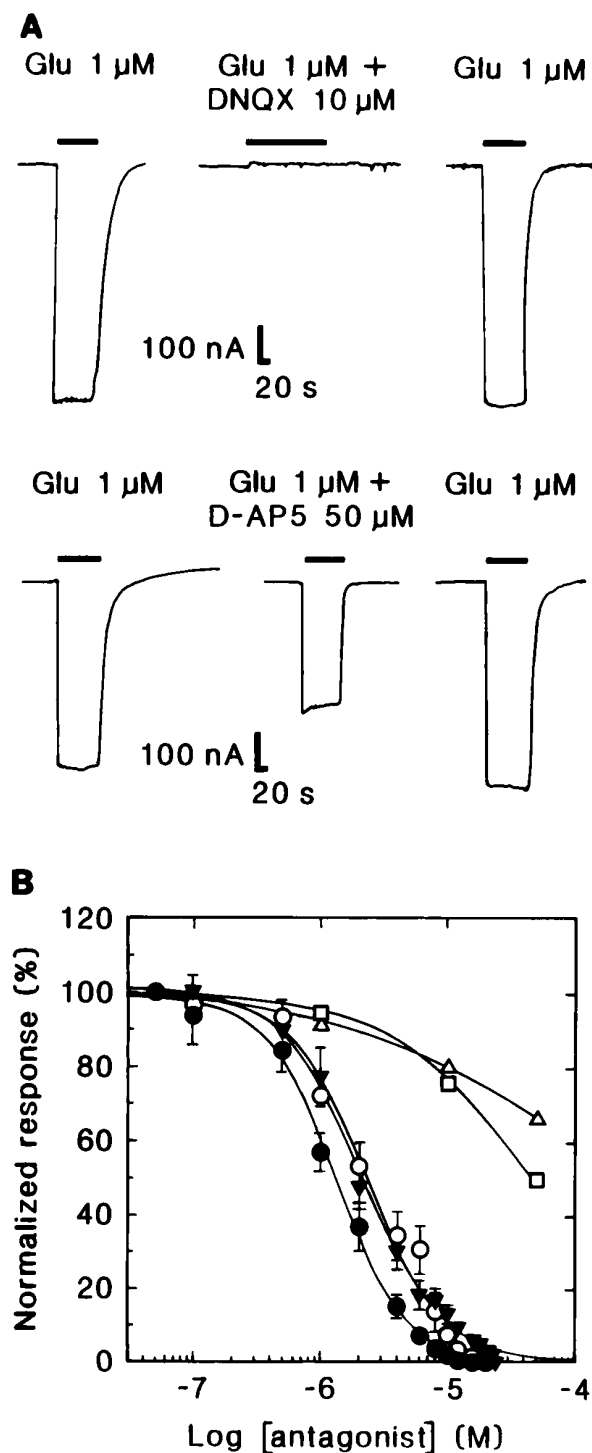 A
Glu 1 µM
Glu 1 µM +
DNQX 10 µM
Glu 1 µM
100 nA
20 s
Glu 1 µM
Glu 1 µM +
D-AP5 50 µM
Glu 1 µM
100 nA
20 s
B
Normalized response (%)
120
100
80
60
40
20
0
-7
-6
-5
-4
Log [antagonist] (M)